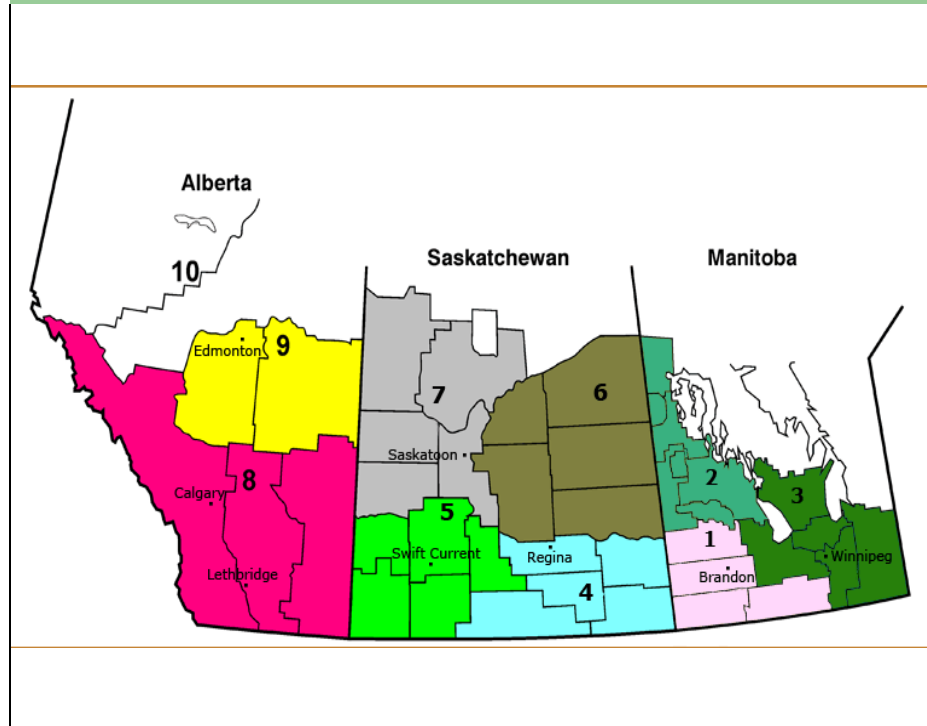 Alberta
10
Saskatchewan
Manitoba
Edmonton
9
7
6
Saskatoon
Calgary
8
5
2
3
1
Swift Current
Regina
Winnipeg
Lethbridge
4
Brandon